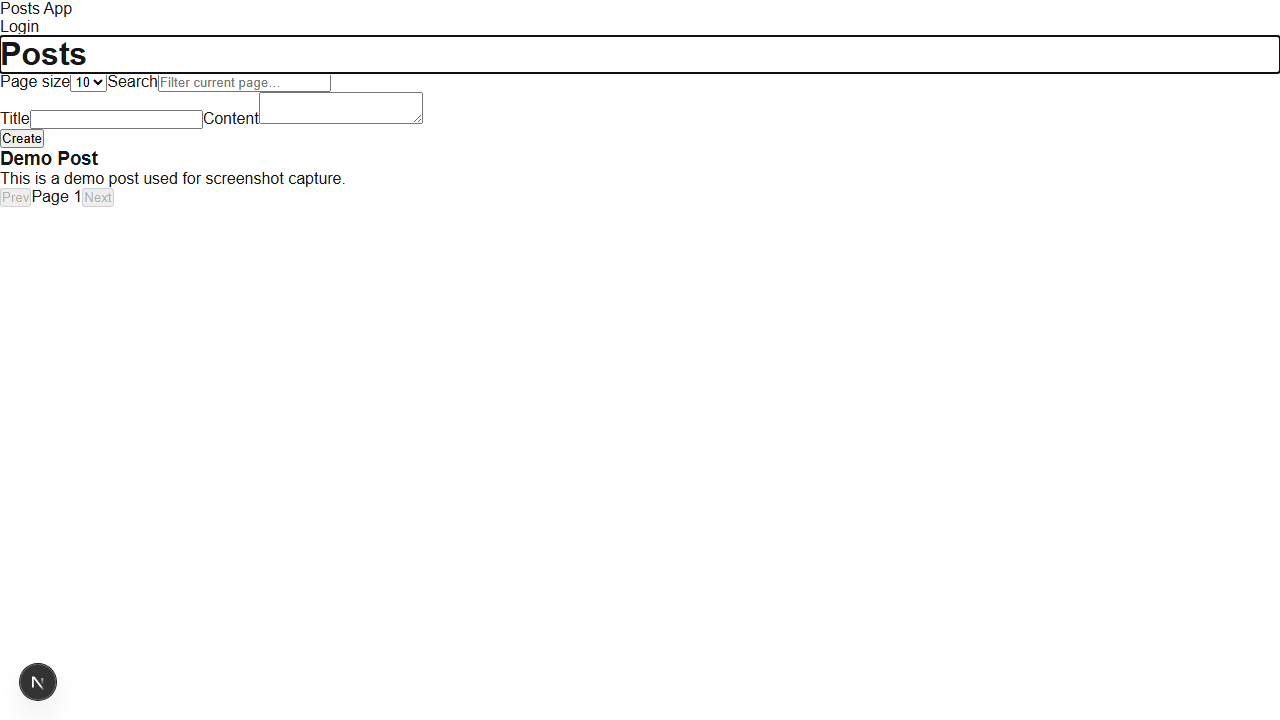 Posts App
Login
Posts
Page size 10 Search Filter current page...
Title Content
Create
Demo Post
This is a demo post used for screenshot capture.
Prev Page 1 Next
N